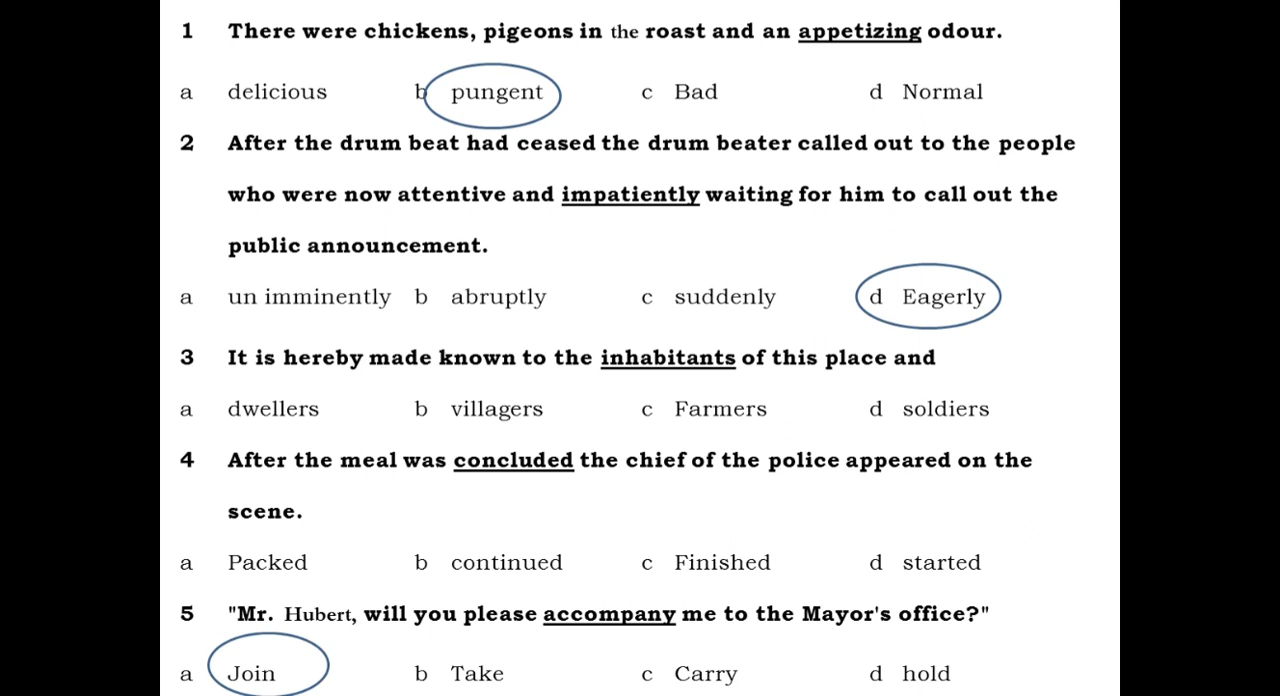 1 There were chickens, pigeons in the roast and an appetizing odour.
a delicious b pungent c Bad d Normal
2 After the drum beat had ceased the drum beater called out to the people
who were now attentive and impatiently waiting for him to call out the
public announcement.
a un imminently b abruptly c suddenly d Eagerly
3 It is hereby made known to the inhabitants of this place and
a dwellers b villagers c Farmers d soldiers
4 After the meal was concluded the chief of the police appeared on the
scene.
a Packed b continued c Finished d started
5 "Mr. Hubert, will you please accompany me to the Mayor's office?"
a Join b Take c Carry d hold